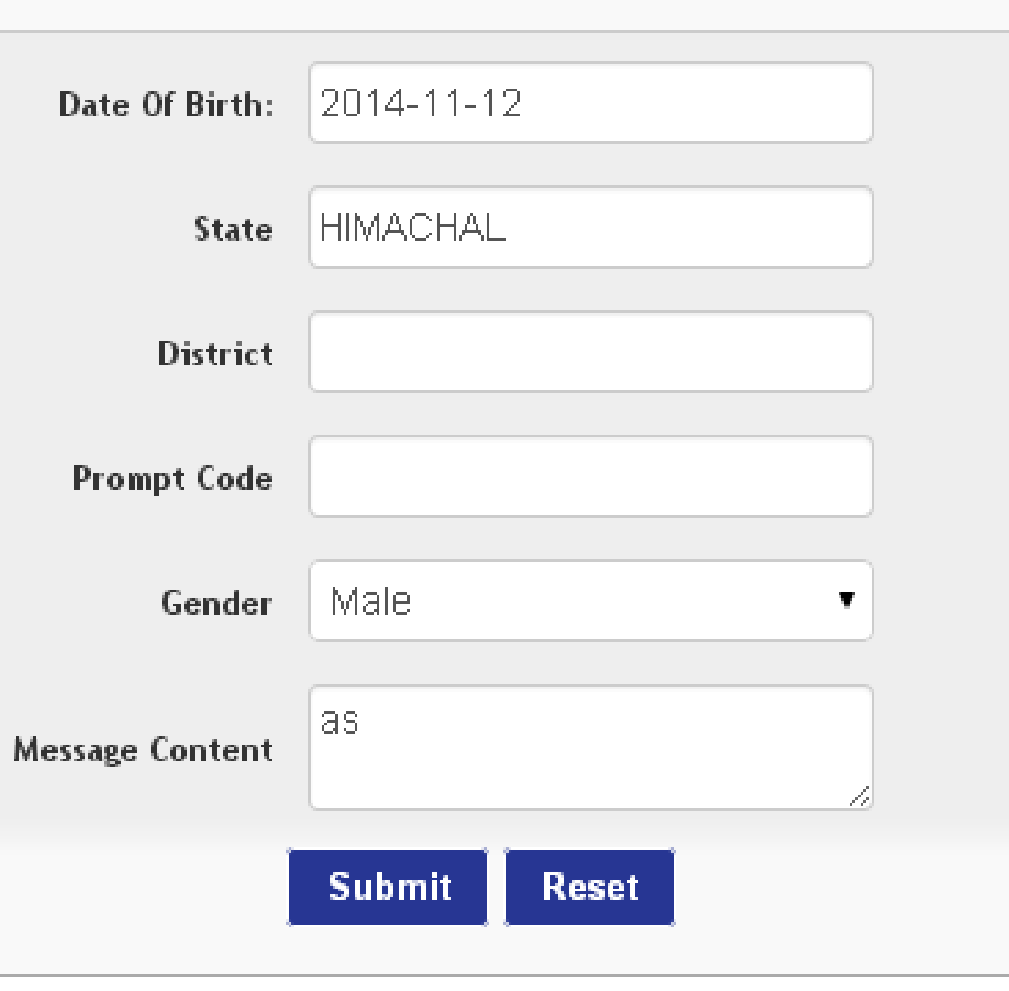 Date Of Birth: 2014-11-12
State HIMACHAL
District
Prompt Code
Gender Male
Message Content as
Submit Reset